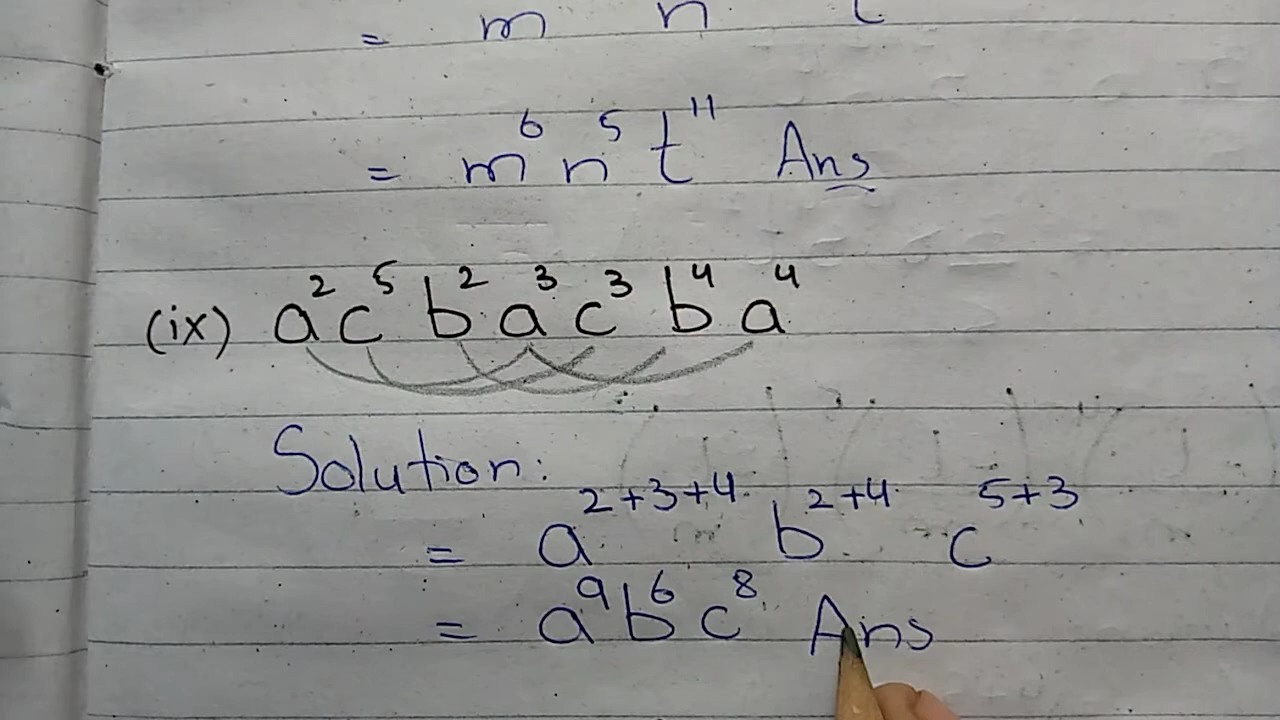 = m n t
= m⁶ n⁵ t¹¹ Ans
(ix) a² c⁵ b² a³ c³ b⁴ a⁴
Solution:
= a²⁺³⁺⁴ b²⁺⁴ c⁵⁺³
= a⁹ b⁶ c⁸ Ans